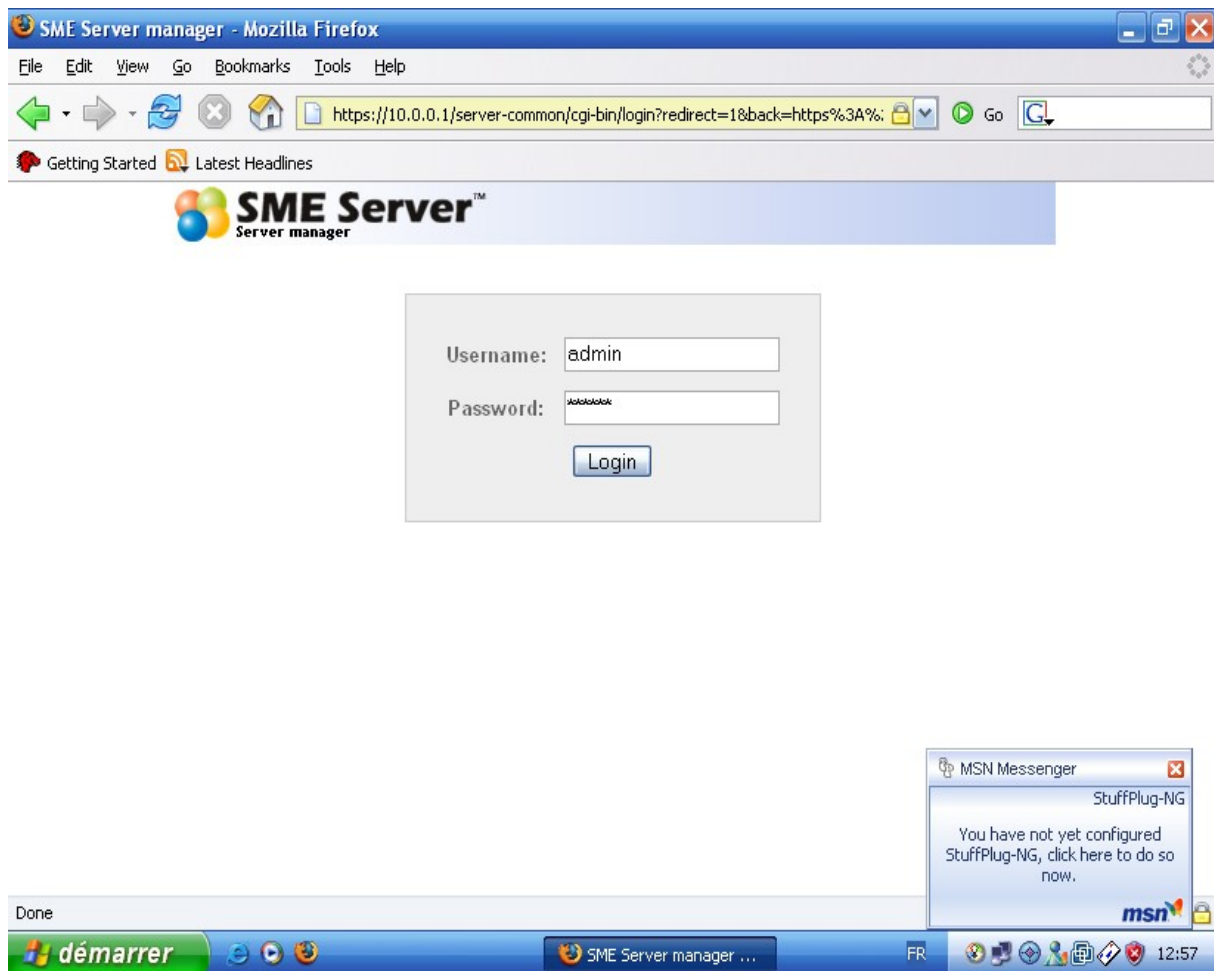 SME Server manager - Mozilla Firefox
File Edit View Go Bookmarks Tools Help
https://10.0.0.1/server-common/cgi-bin/login?redirect=1&back=https%3A%
Go
G
Getting Started Latest Headlines
SME Server™
Server manager
Username: admin
Password: *******
Login
MSN Messenger
StuffPlug-NG
You have not yet configured
StuffPlug-NG, click here to do so
now.
msn
Done
démarrer
SME Server manager ...
FR
12:57